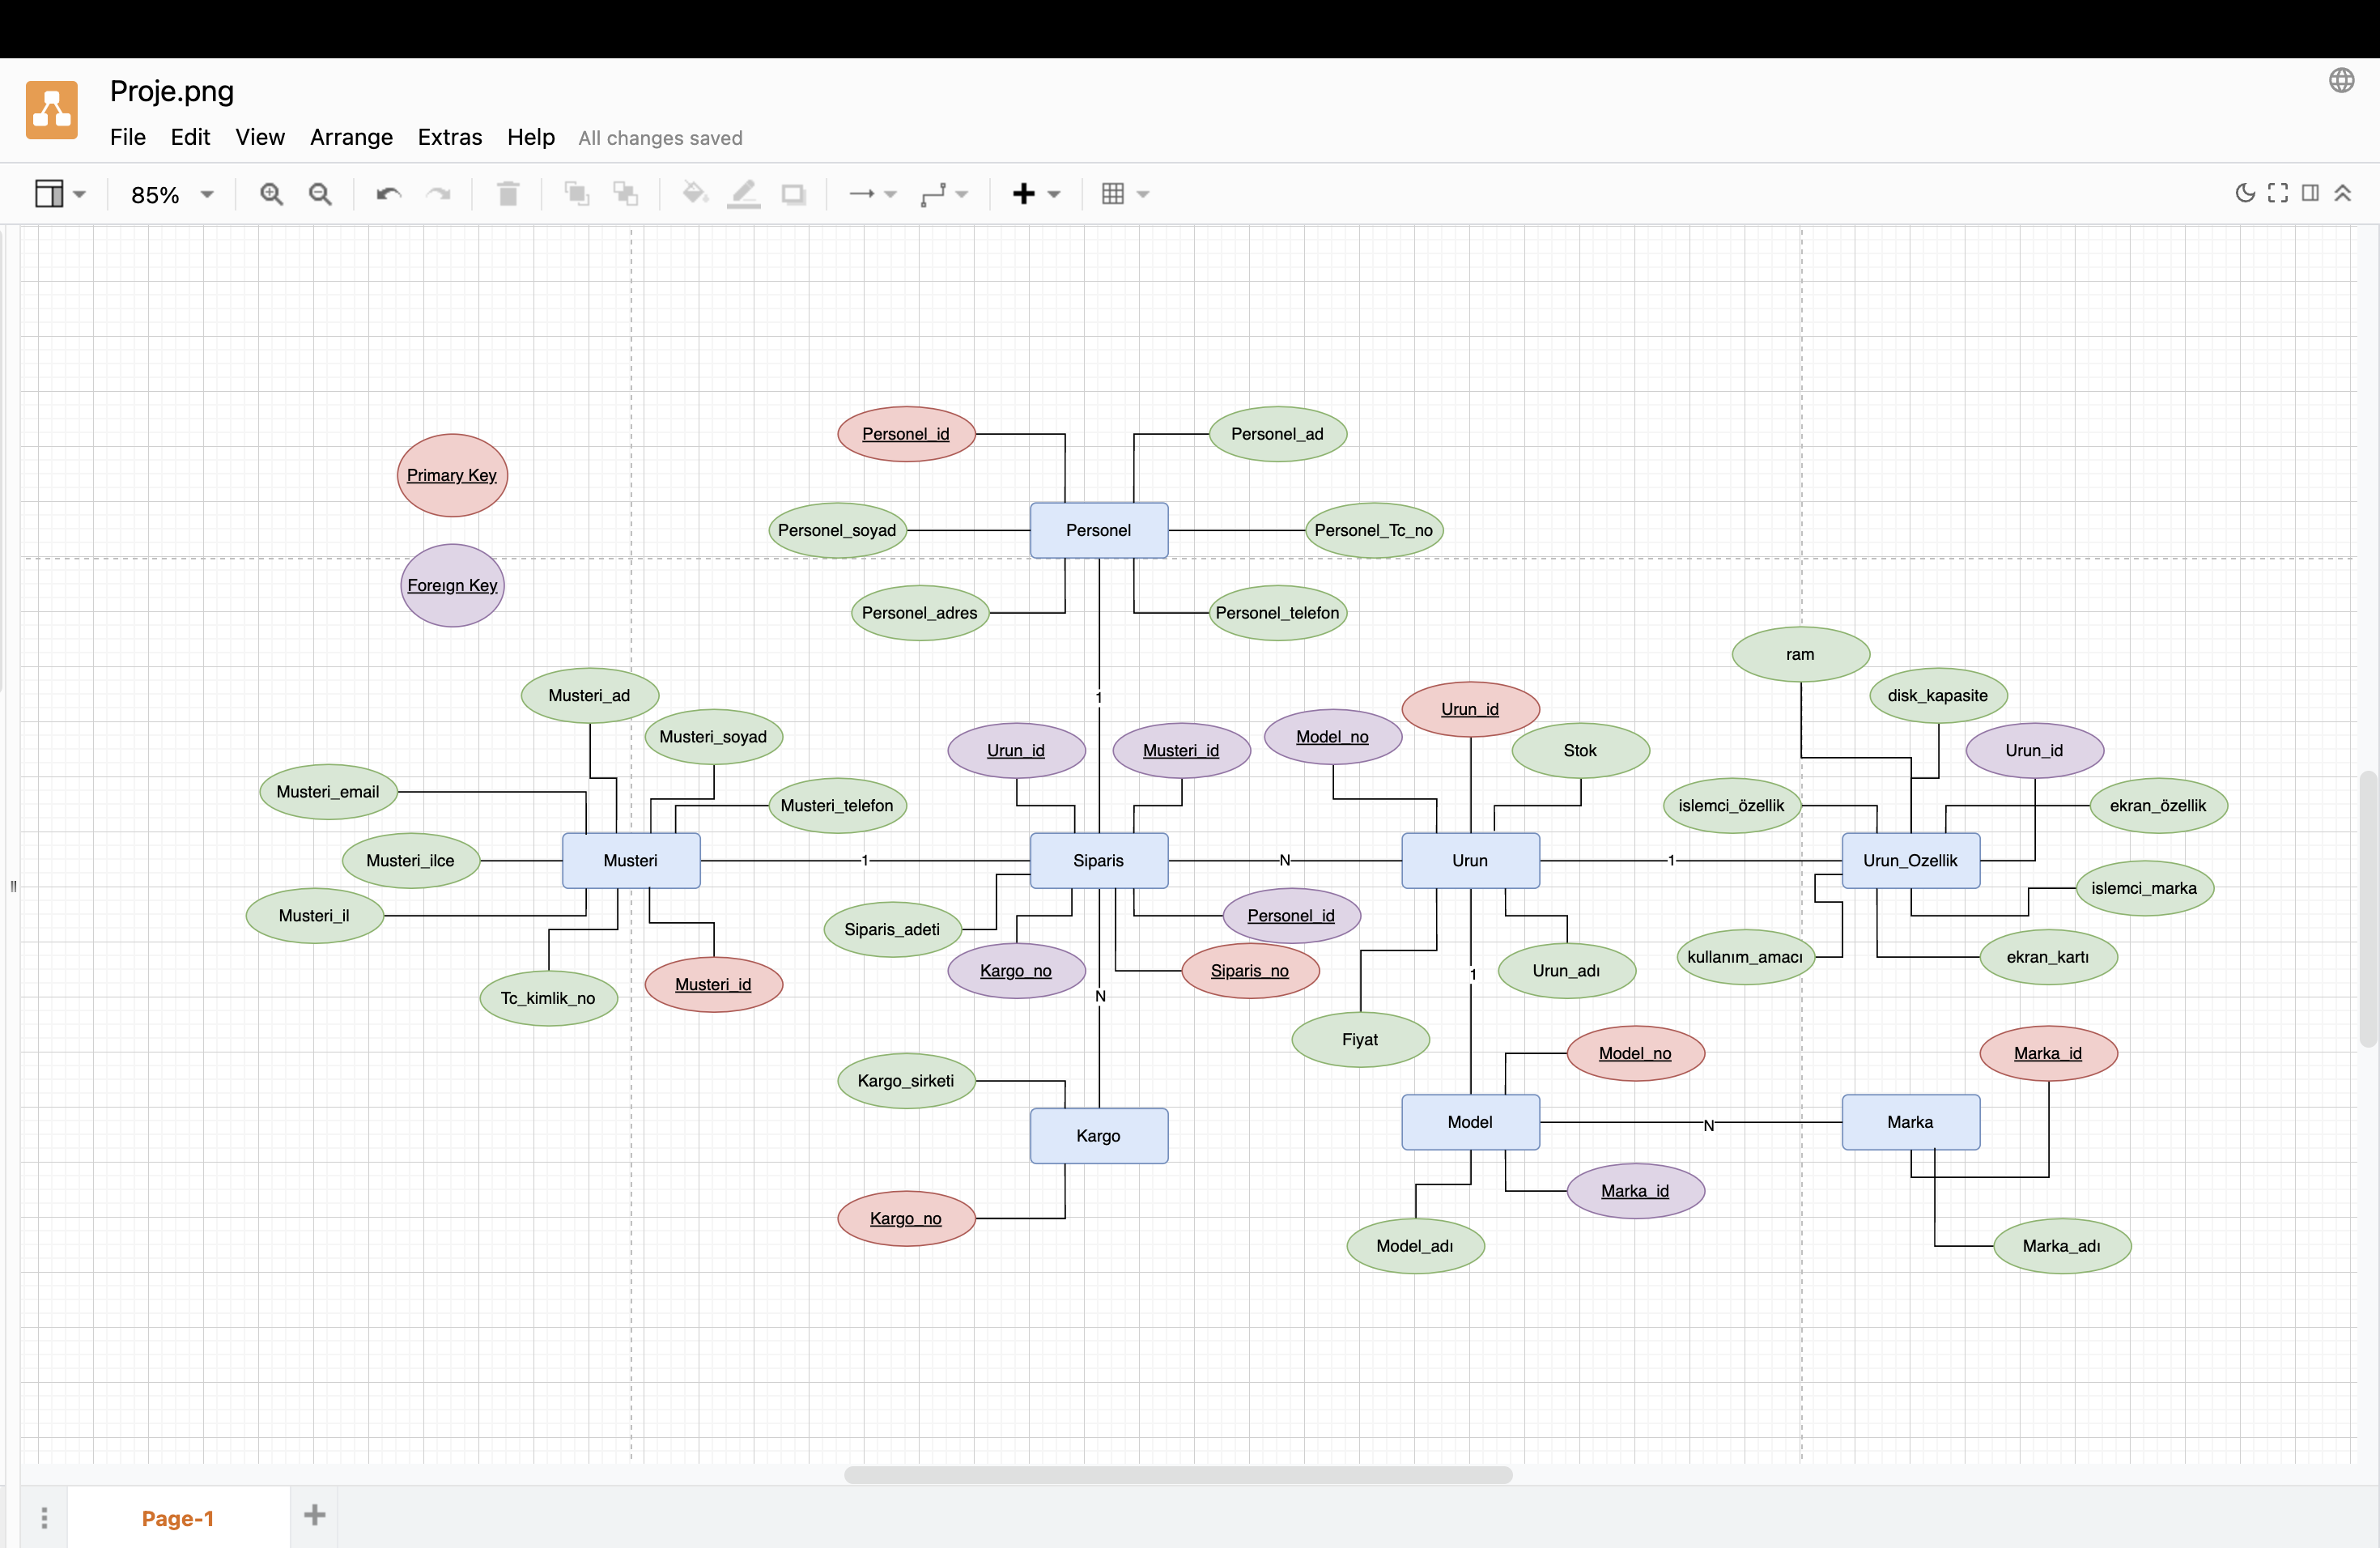 Proje.png
File Edit View Arrange Extras Help All changes saved
85%
Personel_id
Personel_ad
Primary Key
Personel_soyad
Personel
Personel_Tc_no
Foreıgn Key
Personel_adres
Personel_telefon
ram
Musteri_ad
1
disk_kapasite
Urun_id
Musteri_soyad
Model_no
Urun_id
Musteri_id
Stok
Urun_id
Musteri_email
Musteri_telefon
islemci_özellik
ekran_özellik
Musteri_ilce
Musteri
1
Siparis
N
Urun
1
Urun_Ozellik
islemci_marka
Musteri_il
Personel_id
Siparis_adeti
kullanım_amacı
ekran_kartı
Kargo_no
Siparis_no
1
Urun_adı
Musteri_id
Tc_kimlik_no
N
Fiyat
Model_no
Marka_id
Kargo_sirketi
Model
N
Marka
Kargo
Marka_id
Kargo_no
Model_adı
Marka_adı
Page-1